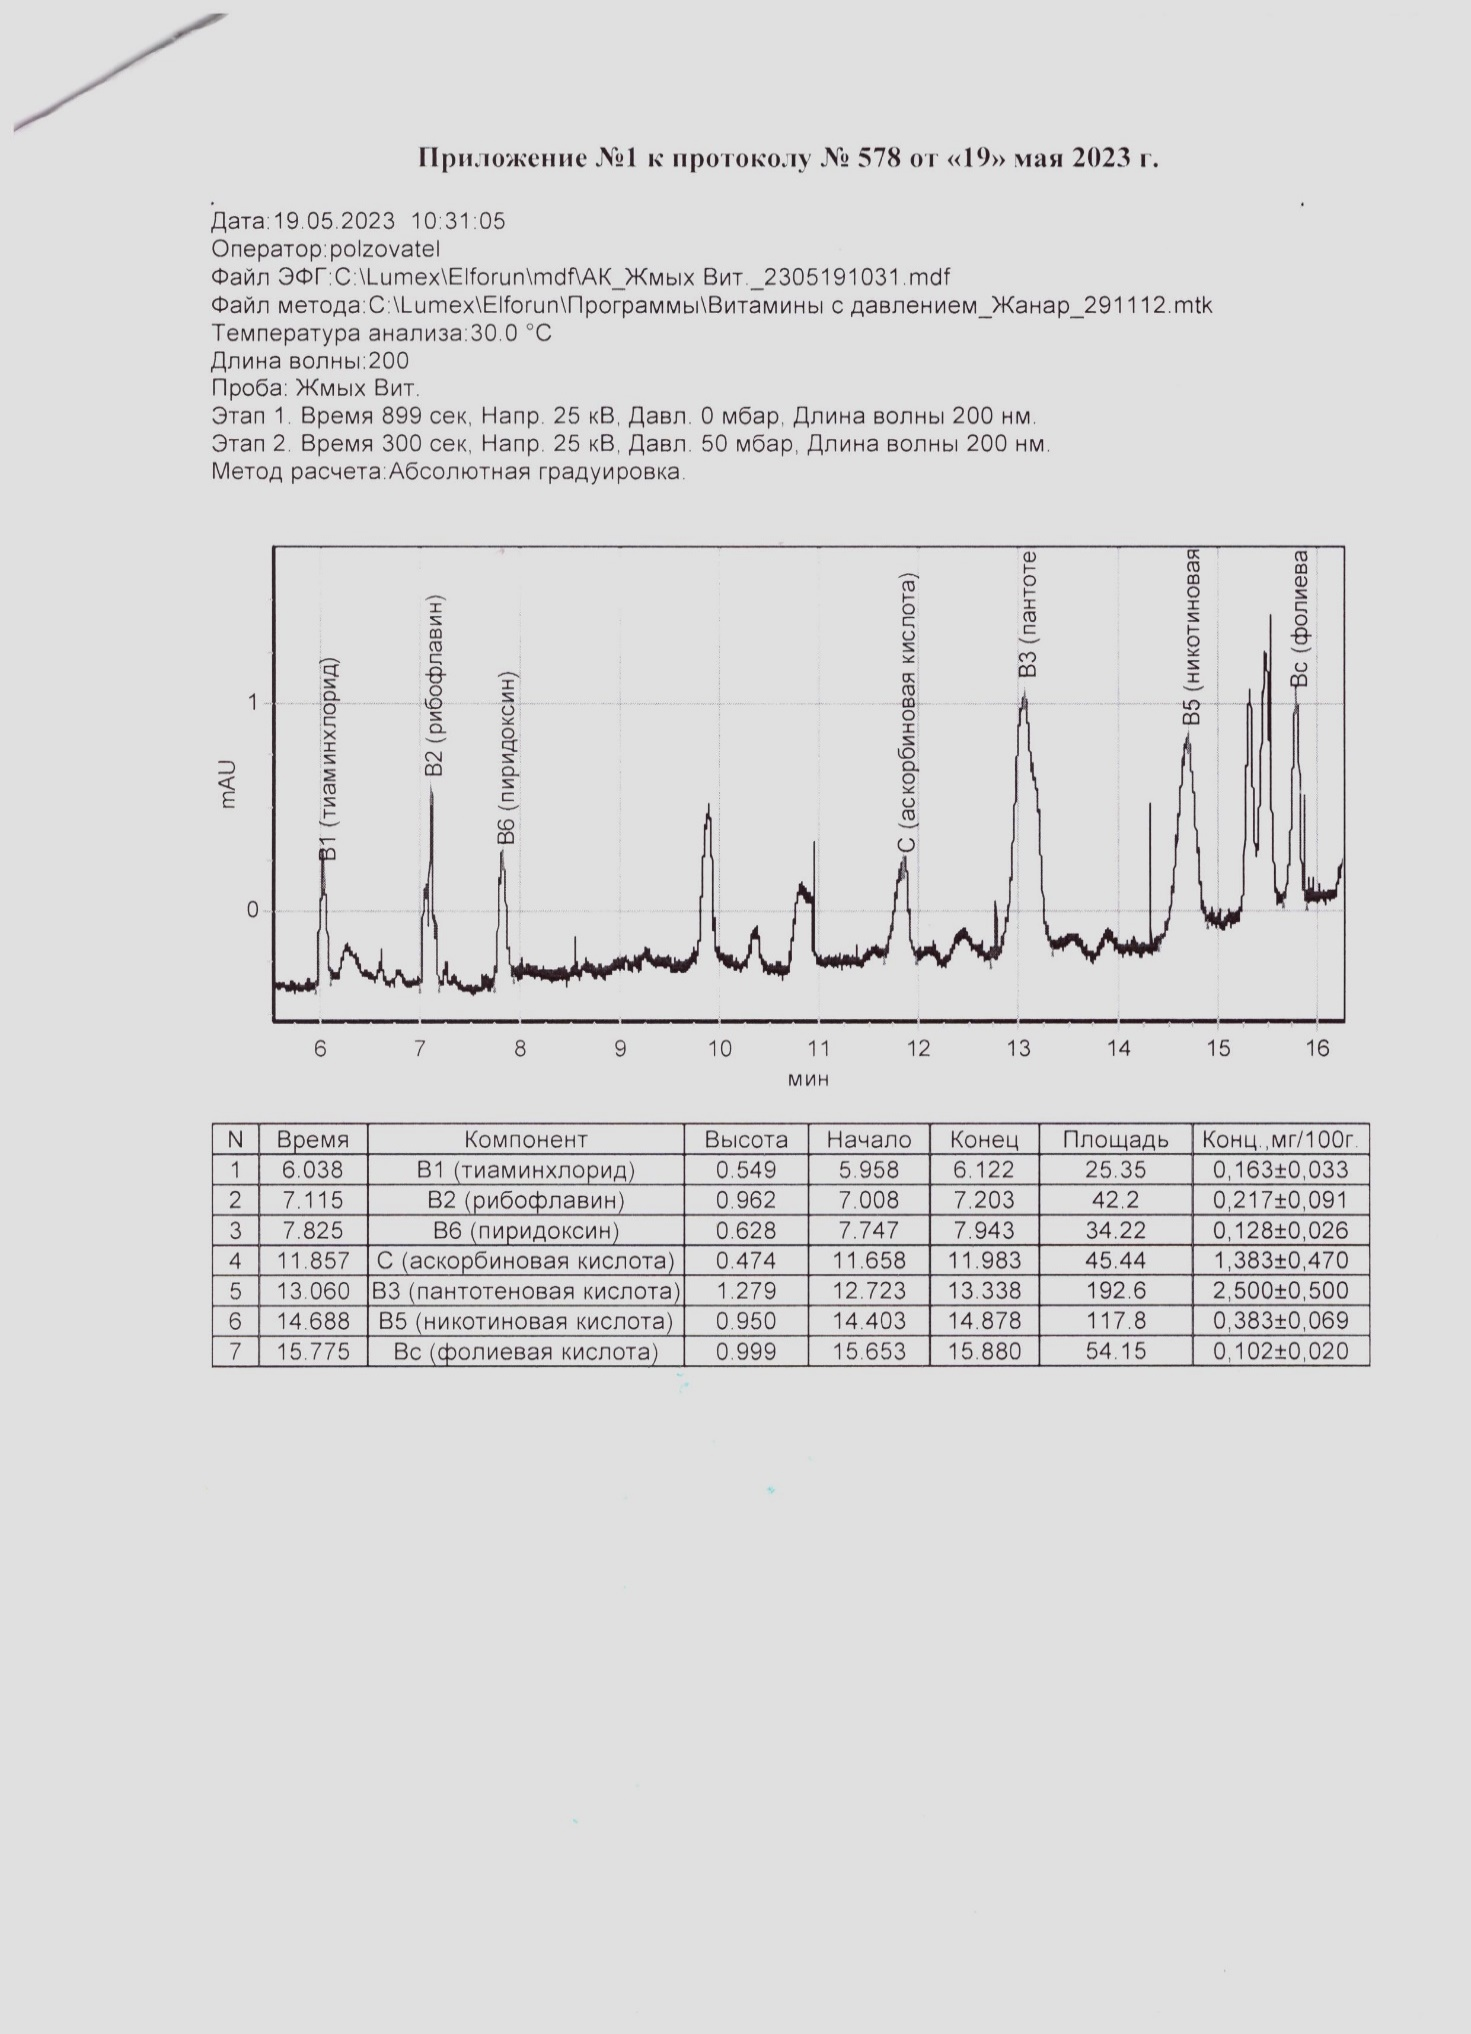 Приложение №1 к протоколу № 578 от «19» мая 2023 г.
Дата:19.05.2023 10:31:05
Оператор:polzovatel
Файл ЭФГ:C:\Lumex\Elforun\mdf\АК_Жмых Вит._2305191031.mdf
Файл метода:C:\Lumex\Elforun\Программы\Витамины с давлением_Жанар_291112.mtk
Температура анализа:30.0 °C
Длина волны:200
Проба: Жмых Вит.
Этап 1. Время 899 сек, Напр. 25 кВ, Давл. 0 мбар, Длина волны 200 нм.
Этап 2. Время 300 сек, Напр. 25 кВ, Давл. 50 мбар, Длина волны 200 нм.
Метод расчета:Абсолютная градуировка.
B1 (тиаминхлорид)
B2 (рибофлавин)
B6 (пиридоксин)
C (аскорбиновая кислота)
B3 (пантоте
B5 (никотиновая
Bc (фолиева
1
0
mAU
6 7 8 9 10 11 12 13 14 15 16
мин
N Время Компонент Высота Начало Конец Площадь Конц.,мг/100г.
1 6.038 B1 (тиаминхлорид) 0.549 5.958 6.122 25.35 0,163±0,033
2 7.115 B2 (рибофлавин) 0.962 7.008 7.203 42.2 0,217±0,091
3 7.825 B6 (пиридоксин) 0.628 7.747 7.943 34.22 0,128±0,026
4 11.857 C (аскорбиновая кислота) 0.474 11.658 11.983 45.44 1,383±0,470
5 13.060 B3 (пантотеновая кислота) 1.279 12.723 13.338 192.6 2,500±0,500
6 14.688 B5 (никотиновая кислота) 0.950 14.403 14.878 117.8 0,383±0,069
7 15.775 Bc (фолиевая кислота) 0.999 15.653 15.880 54.15 0,102±0,020